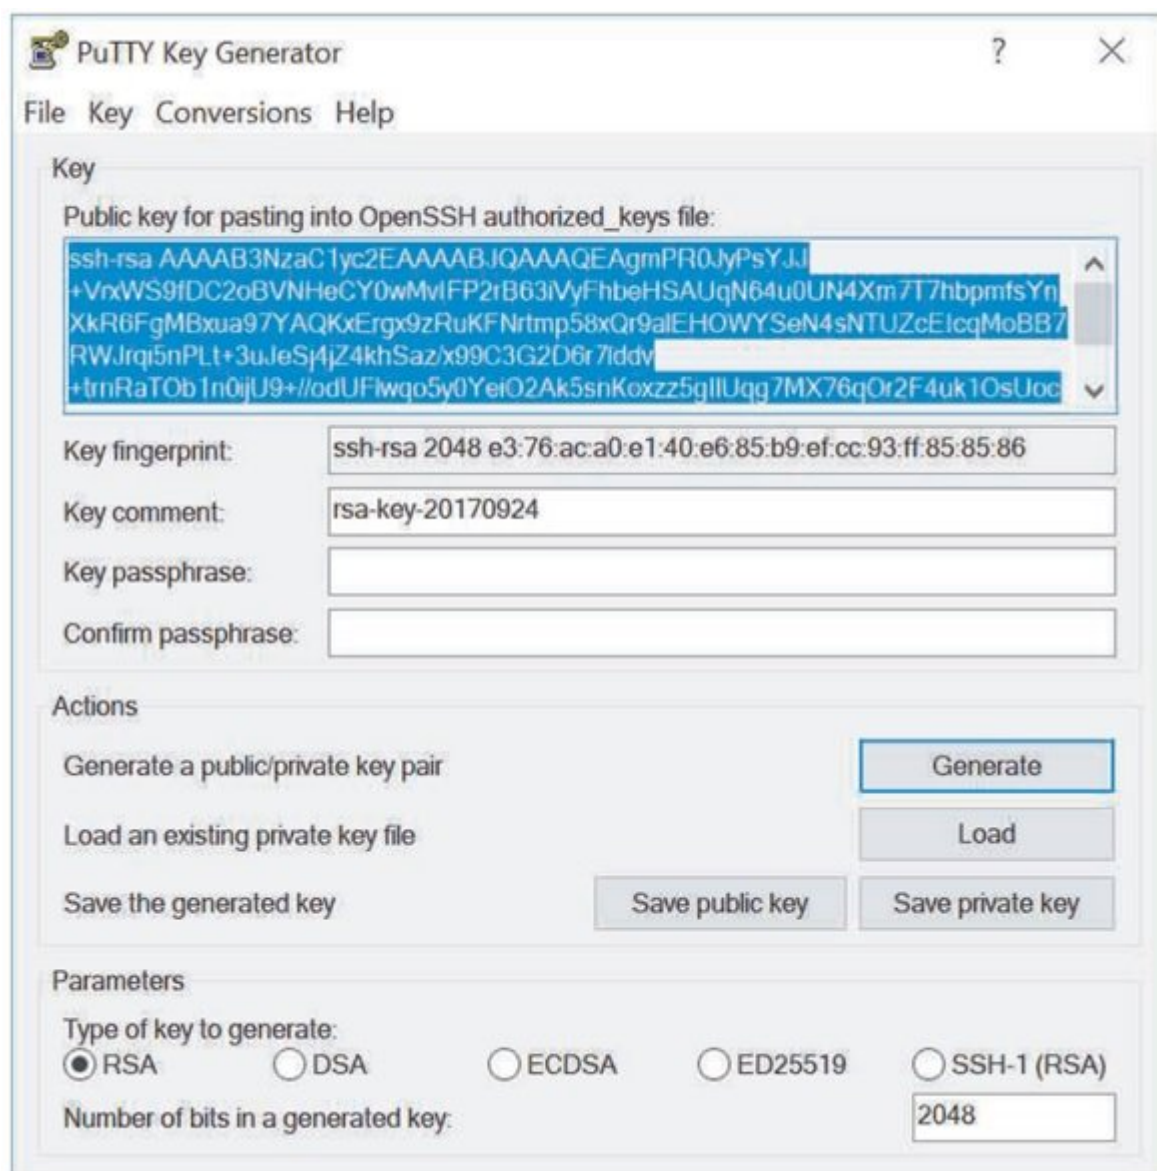 PuTTY Key Generator
? ×
File Key Conversions Help
Key
Public key for pasting into OpenSSH authorized_keys file:
ssh-rsa AAAAB3NzaC1yc2EAAAABJQAAAQEAgmPR0JyPsYJJ
+VrxWS9fDC2oBVNHeCY0wMvIFP2rB63iVyFhbeHSAUqN64u0UN4Xm7T7hbpmfsYn
XkR6FgMBxua97YAQKxErgx9zRuKFNrtmp58xQr9alEHOWYSeN4sNTUZcEIcqMoBB7
RWJrqi5nPLt+3uJeSj4jZ4khSaz/x99C3G2D6r7iddv
+trnRaTOb1n0ijU9+//odUFlwqo5y0YeiO2Ak5snKoxzz5gIlUqg7MX76qOr2F4uk1OsUoc
Key fingerprint: ssh-rsa 2048 e3:76:ac:a0:e1:40:e6:85:b9:ef:cc:93:ff:85:85:86
Key comment: rsa-key-20170924
Key passphrase:
Confirm passphrase:
Actions
Generate a public/private key pair Generate
Load an existing private key file Load
Save the generated key Save public key Save private key
Parameters
Type of key to generate:
RSA DSA ECDSA ED25519 SSH-1 (RSA)
Number of bits in a generated key: 2048